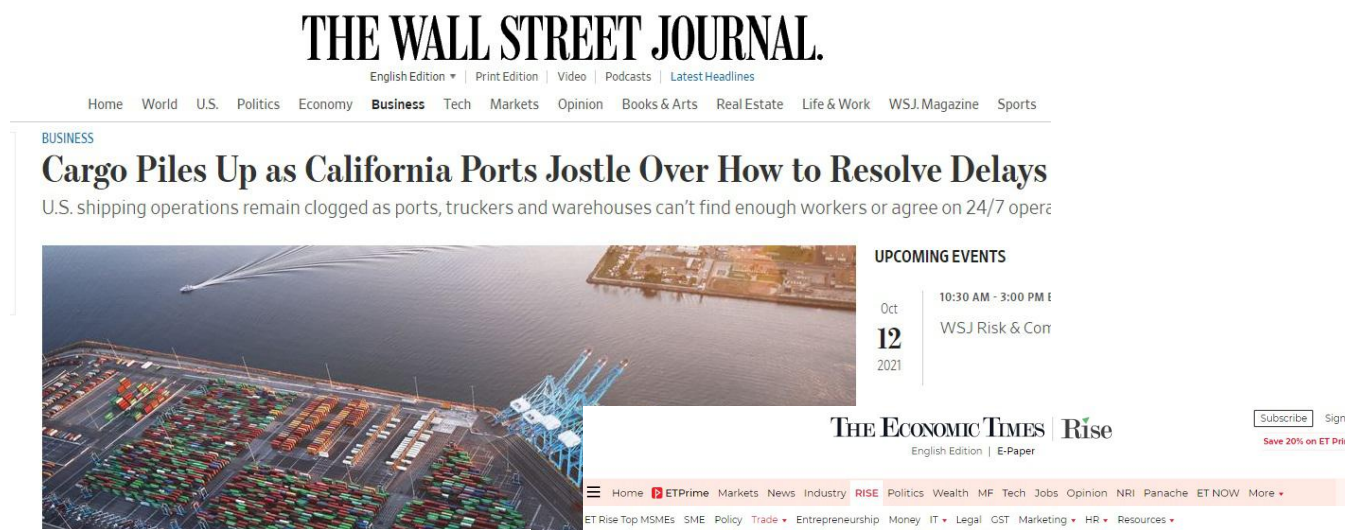 THE WALL STREET JOURNAL.
English Edition Print Edition Video Podcasts Latest Headlines
Home World U.S. Politics Economy Business Tech Markets Opinion Books & Arts Real Estate Life & Work WSJ. Magazine Sports
BUSINESS
Cargo Piles Up as California Ports Jostle Over How to Resolve Delays
U.S. shipping operations remain clogged as ports, truckers and warehouses can't find enough workers or agree on 24/7 opera
UPCOMING EVENTS
Oct
12
2021
10:30 AM - 3:00 PM E
WSJ Risk & Com
THE ECONOMIC TIMES Rise
English Edition | E-Paper
Subscribe Sign
Save 20% on ET Pri
Home ETPrime Markets News Industry RISE Politics Wealth MF Tech Jobs Opinion NRI Panache ET NOW More
ET Rise Top MSMEs SME Policy Trade Entrepreneurship Money IT Legal GST Marketing HR Resources